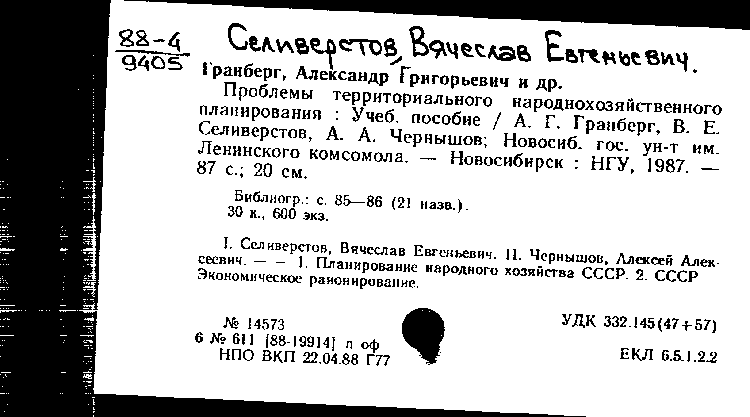 88-4
9405
Селиверстов, Вячеслав Евгеньевич.
Гранберг, Александр Григорьевич и др.
Проблемы территориального народнохозяйственного
планирования : Учеб. пособие / А. Г. Гранберг, В. Е.
Селиверстов, А. А. Чернышов; Новосиб. гос. ун-т им.
Ленинского комсомола. — Новосибирск : НГУ, 1987. —
87 с.; 20 см.
Библиогр.: с. 85—86 (21 назв.).
30 к., 600 экз.
I. Селиверстов, Вячеслав Евгеньевич. II. Чернышов, Алексей Алек-
сеевич. — — 1. Планирование народного хозяйства СССР. 2. СССР
Экономическое районирование.
№ 14573
УДК 332.145(47+57)
6 № 611 [88-19914] п оф
НПО ВКП 22.04.88 Г77
ЕКЛ 6.5.1.2.2